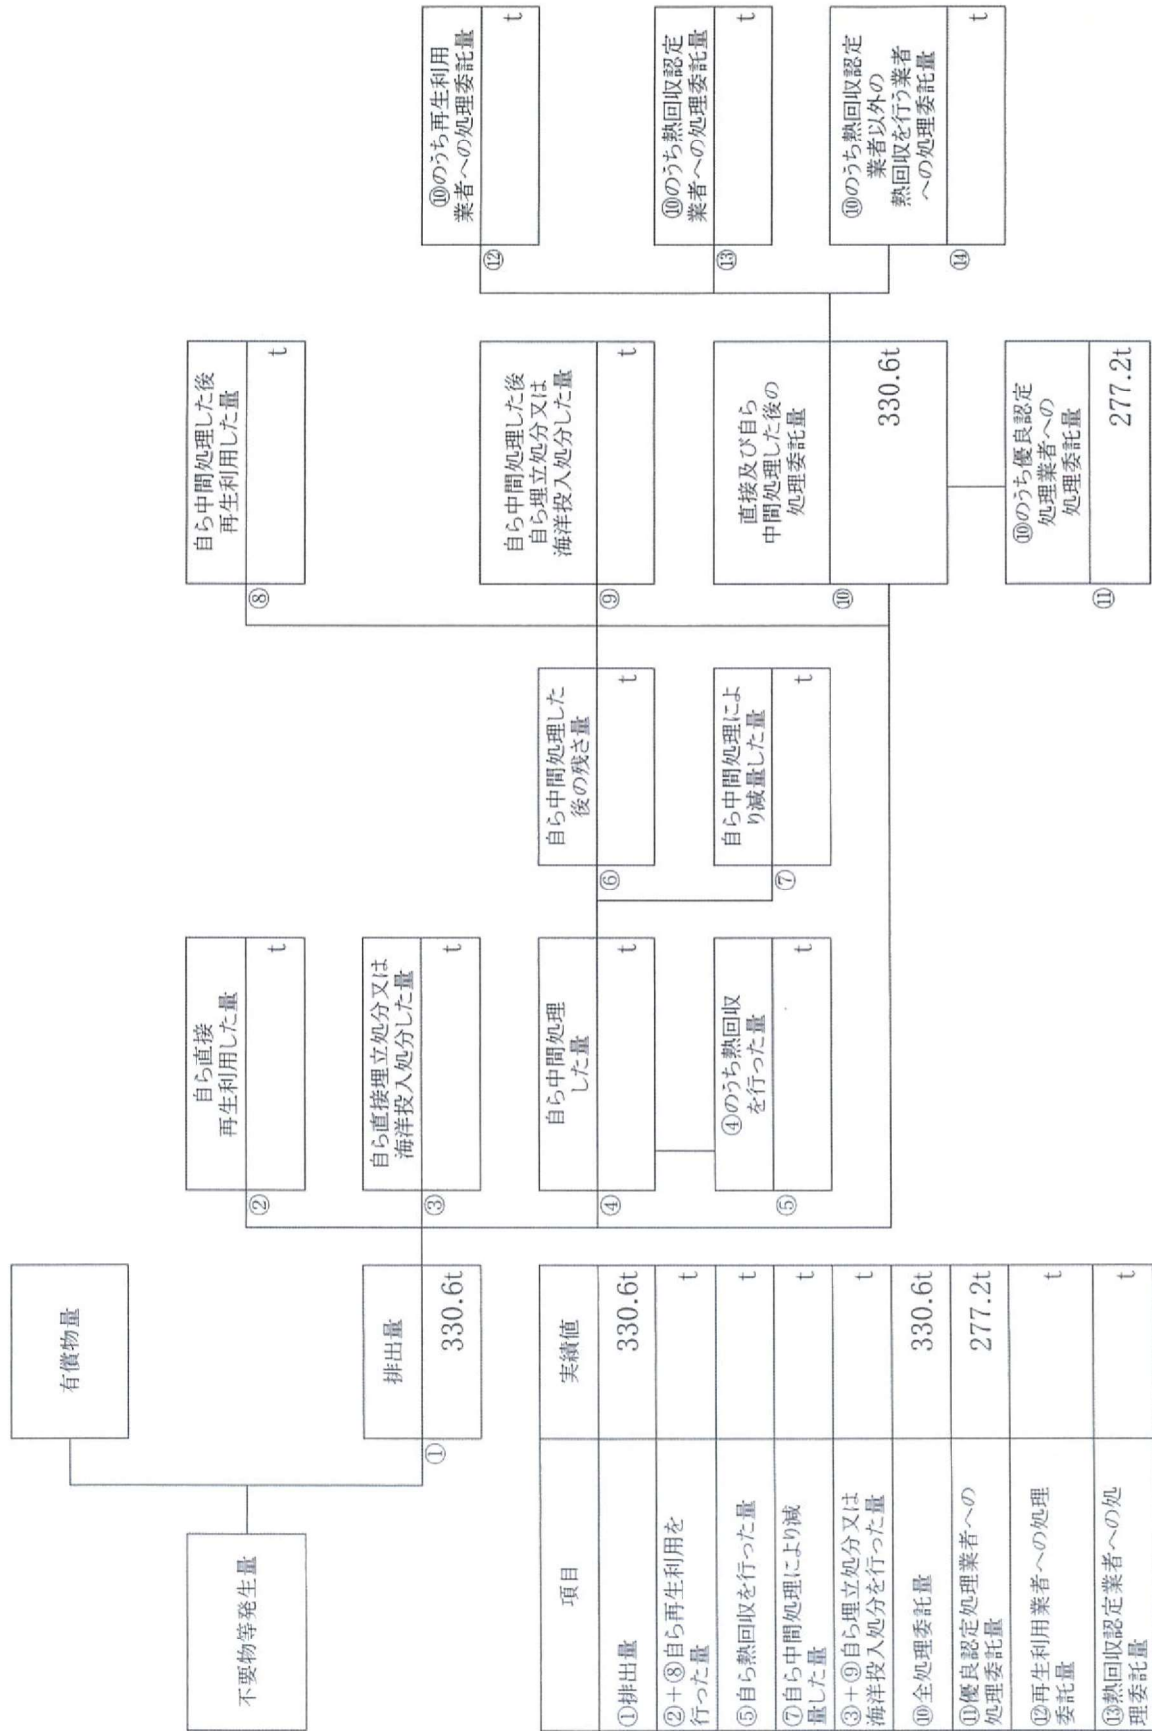 有償物量
不要物等発生量
排出量
①
330.6t
自ら直接
再生利用した量
②
t
自ら直接埋立処分又は
海洋投入処分した量
③
t
自ら中間処理
した量
④
t
④のうち熱回収
を行った量
⑤
t
自ら中間処理した
後の残さ量
⑥
t
自ら中間処理によ
り減量した量
⑦
t
自ら中間処理した後
再生利用した量
⑧
t
自ら中間処理した後
自ら埋立処分又は
海洋投入処分した量
⑨
t
直接及び自ら
中間処理した後の
処理委託量
⑩
330.6t
⑩のうち優良認定
処理業者への
処理委託量
⑪
277.2t
⑩のうち再生利用
業者への処理委託量
⑫
t
⑩のうち熱回収認定
業者への処理委託量
⑬
t
⑩のうち熱回収認定
業者以外の
熱回収を行う業者
への処理委託量
⑭
t
項目
実績値
①排出量
330.6t
②+⑧自ら再生利用を
行った量
t
⑤自ら熱回収を行った量
t
⑦自ら中間処理により減
量した量
t
③+⑨自ら埋立処分又は
海洋投入処分を行った量
t
⑩全処理委託量
330.6t
⑪優良認定処理業者への
処理委託量
277.2t
⑫再生利用業者への処理
委託量
t
⑬熱回収認定業者への処
理委託量
t